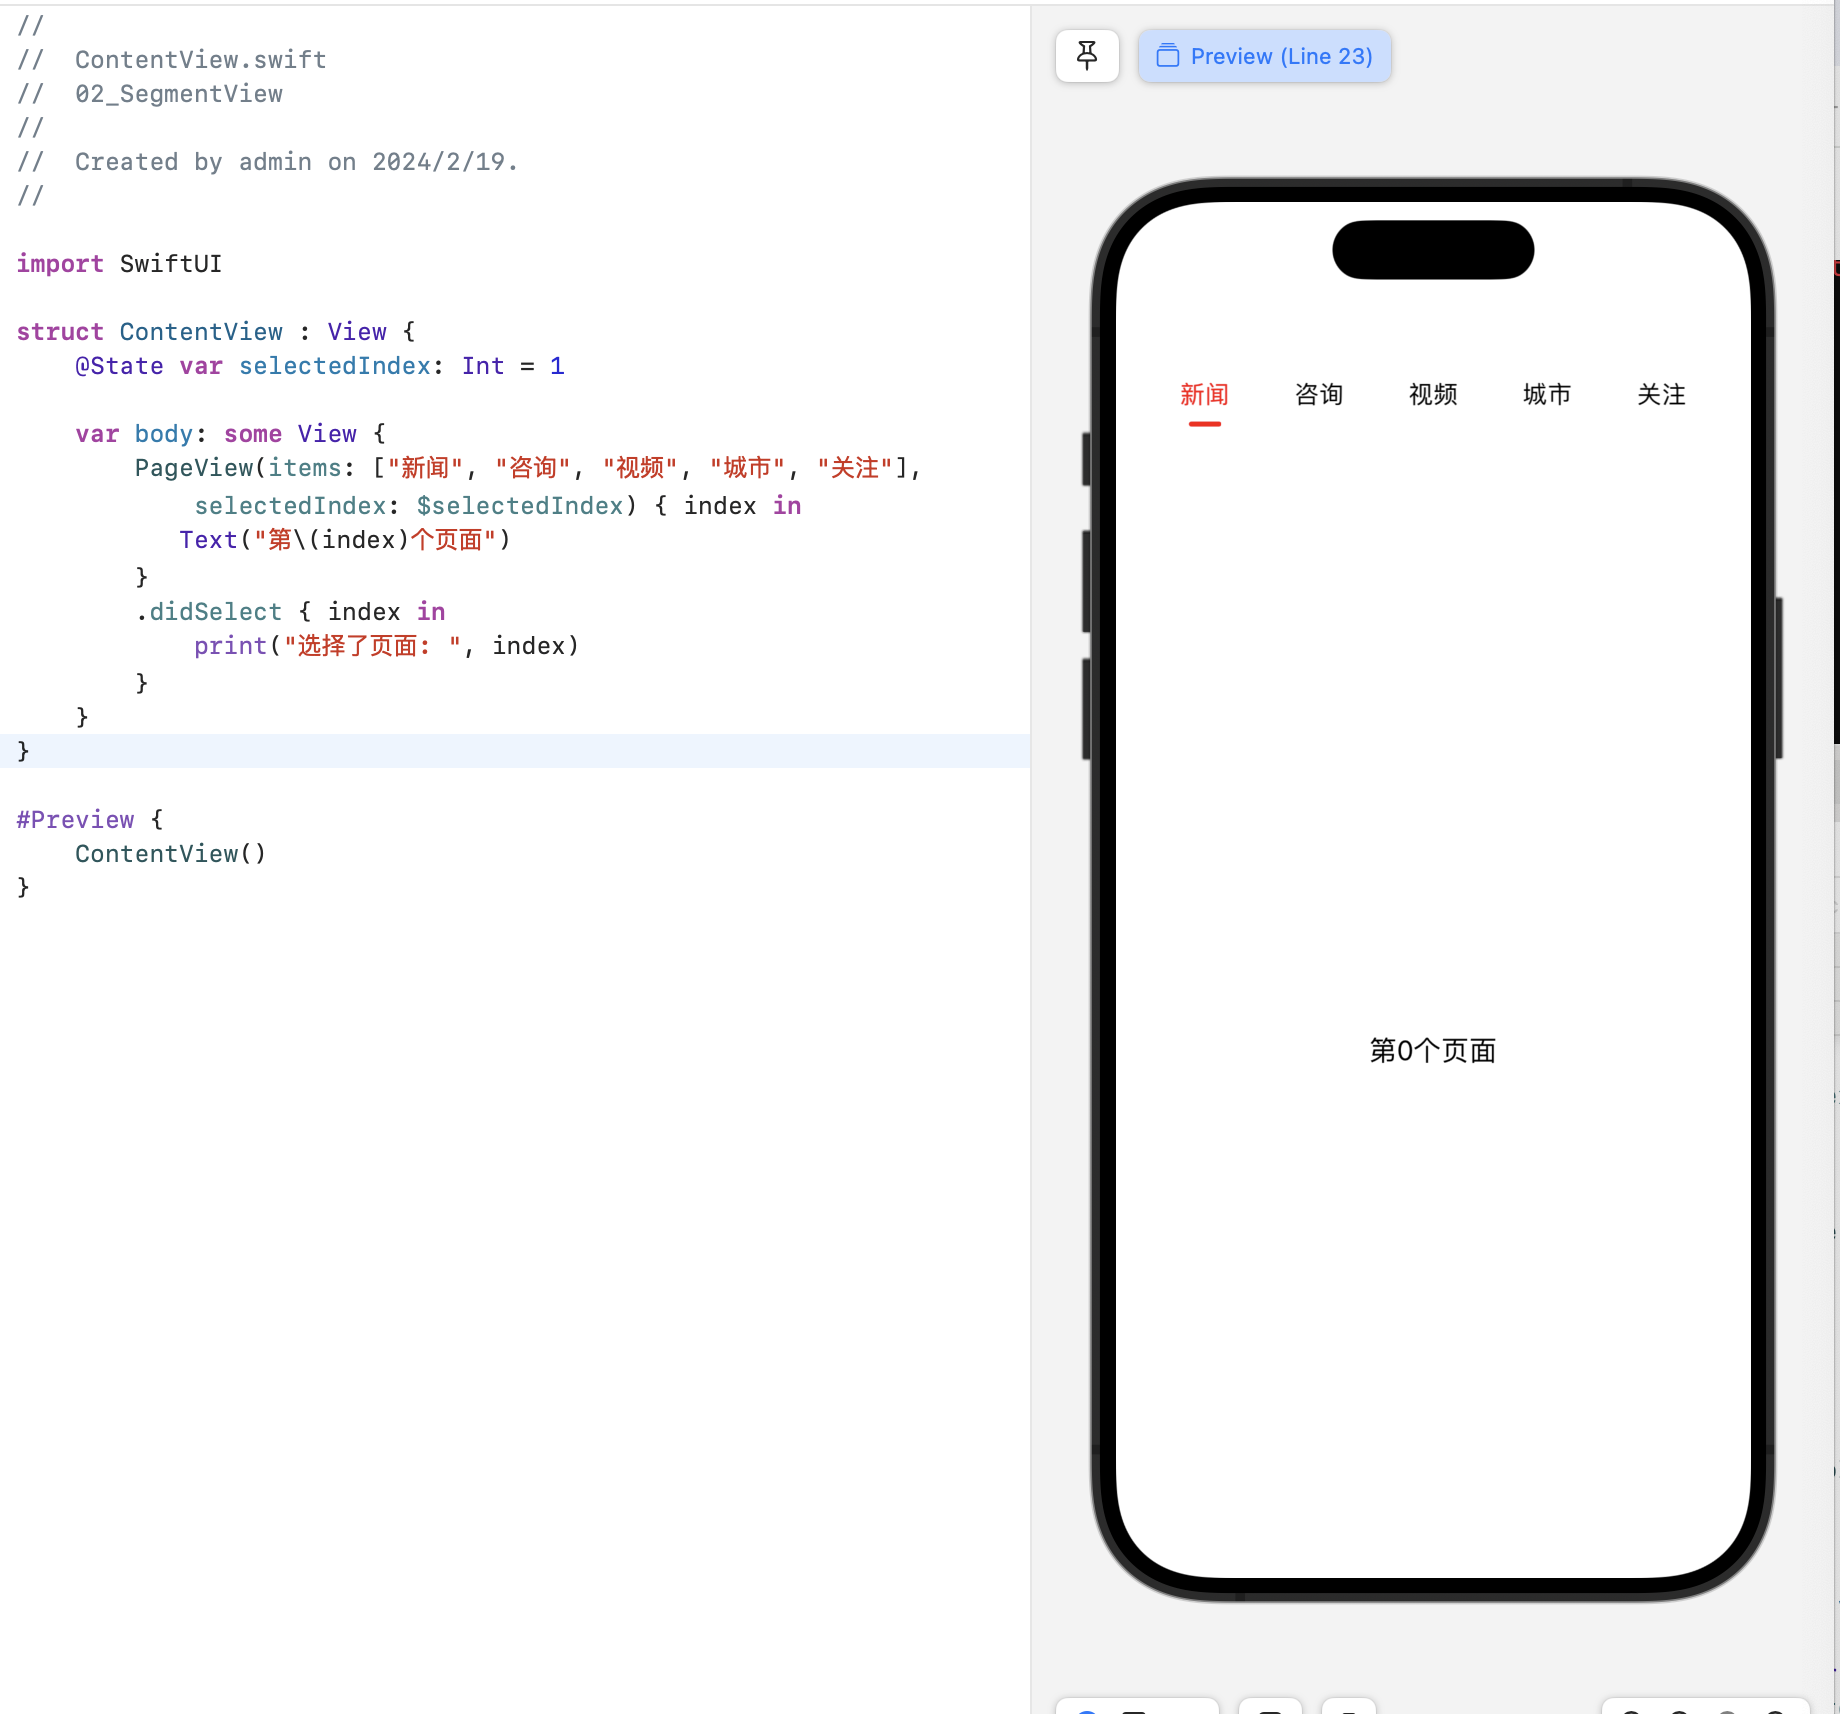 //
//  ContentView.swift
//  02_SegmentView
//
//  Created by admin on 2024/2/19.
//
import SwiftUI
struct ContentView : View {
    @State var selectedIndex: Int = 1
    var body: some View {
        PageView(items: ["新闻", "咨询", "视频", "城市", "关注"],
            selectedIndex: $selectedIndex) { index in
           Text("第\(index)个页面")
        }
        .didSelect { index in
            print("选择了页面: ", index)
        }
    }
}
#Preview {
    ContentView()
}
Preview (Line 23)
新闻 咨询 视频 城市 关注
第0个页面